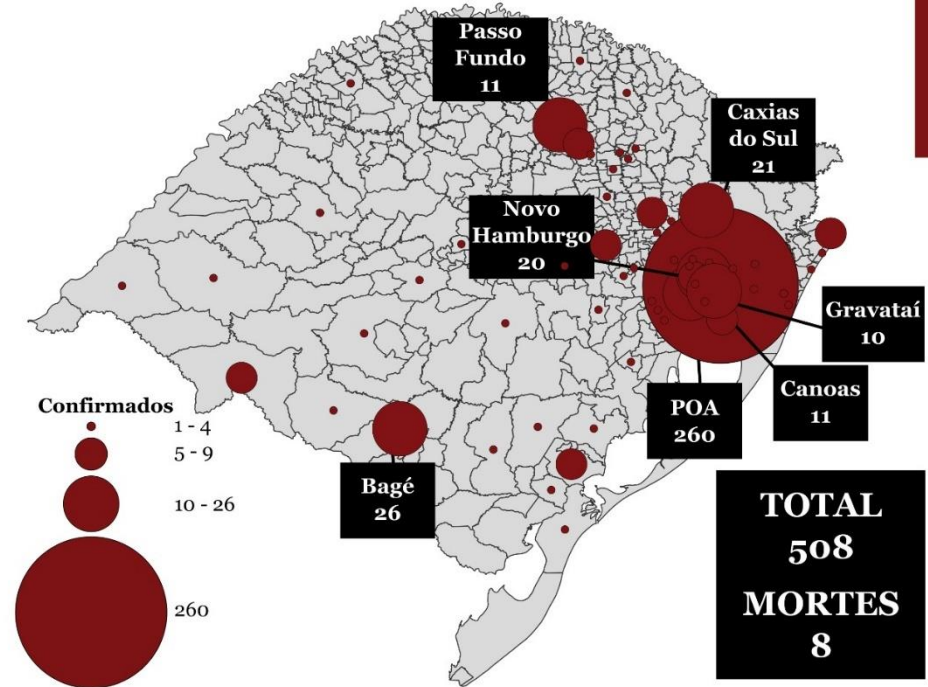 Passo
Fundo
11
Caxias
do Sul
21
Novo
Hamburgo
20
Gravataí
10
Canoas
11
POA
260
Bagé
26
Confirmados
1 - 4
5 - 9
10 - 26
260
TOTAL
508
MORTES
8